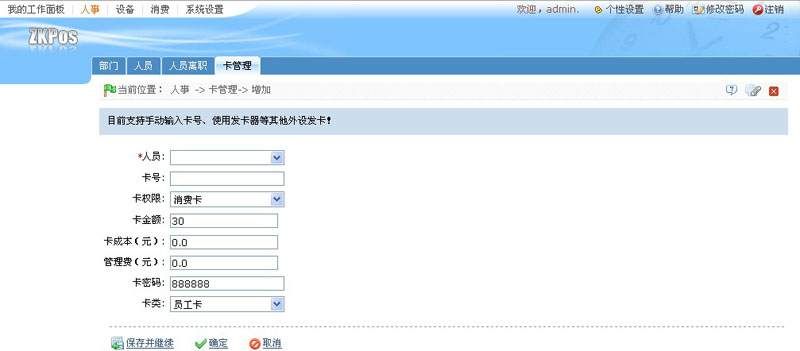 我的工作面板 | 人事 | 设备 | 消费 | 系统设置 欢迎，admin. 个性设置 帮助 修改密码 注销
ZKPos
部门 人员 人员离职 卡管理
当前位置： 人事 -> 卡管理-> 增加
目前支持手动输入卡号、使用发卡器等其他外设发卡!
*人员:
卡号:
卡权限: 消费卡
卡金额: 30
卡成本(元): 0.0
管理费(元): 0.0
卡密码: 888888
卡类: 员工卡
保存并继续 确定 取消